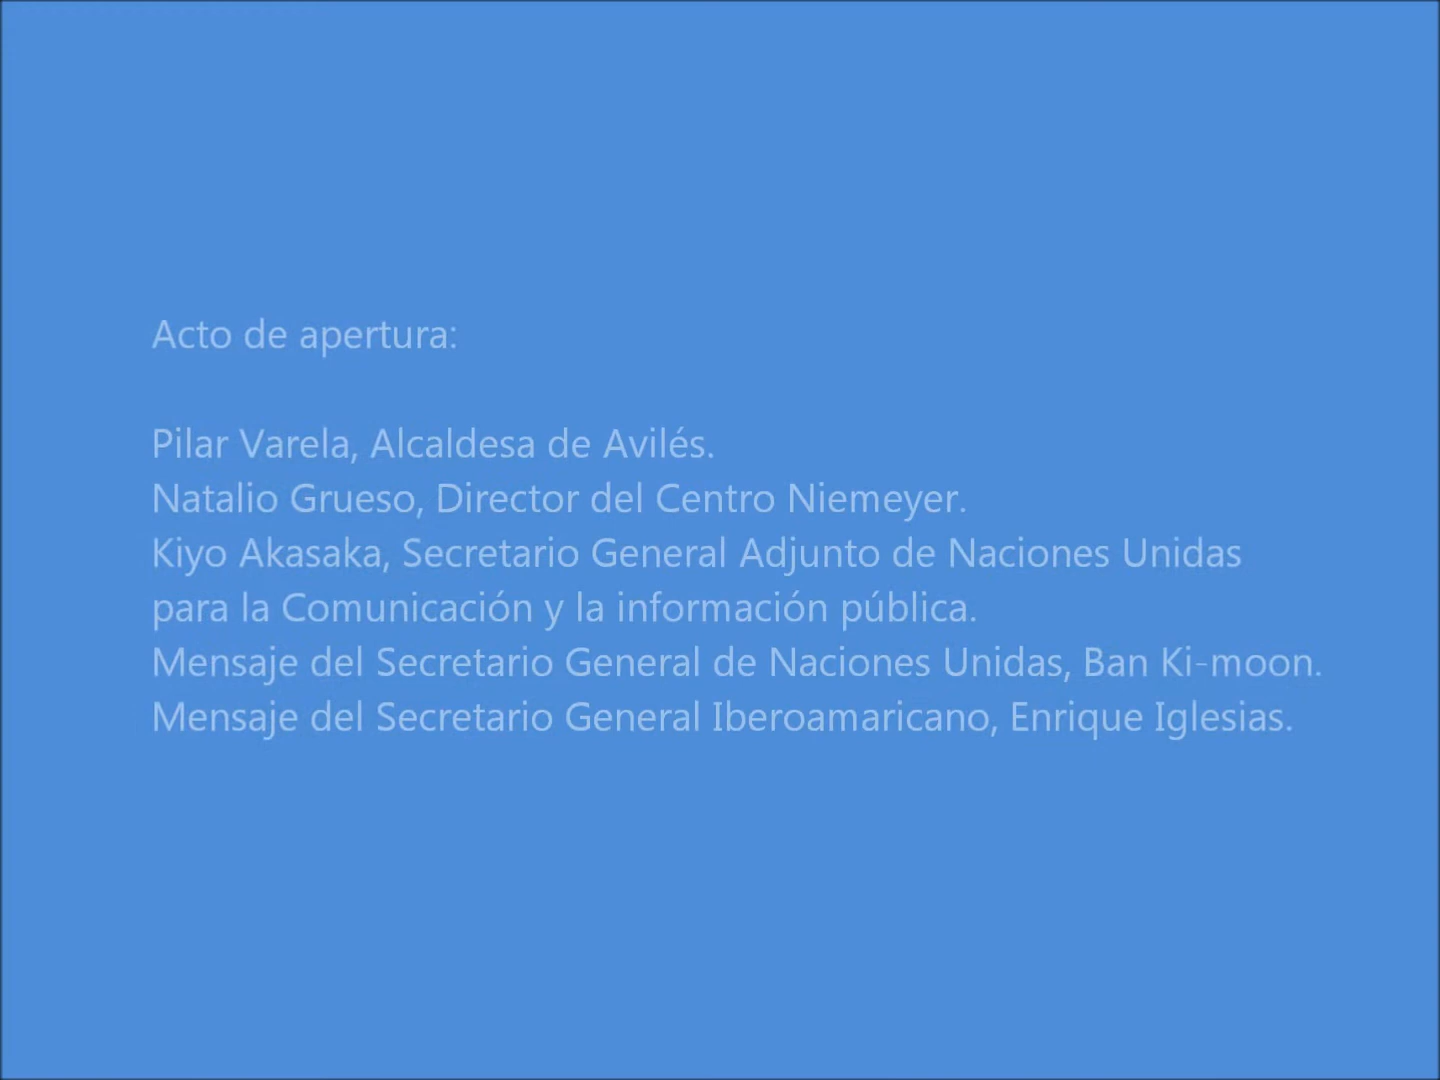 Acto de apertura:
Pilar Varela, Alcaldesa de Avilés.
Natalio Grueso, Director del Centro Niemeyer.
Kiyo Akasaka, Secretario General Adjunto de Naciones Unidas
para la Comunicación y la información pública.
Mensaje del Secretario General de Naciones Unidas, Ban Ki-moon.
Mensaje del Secretario General Iberoamaricano, Enrique Iglesias.